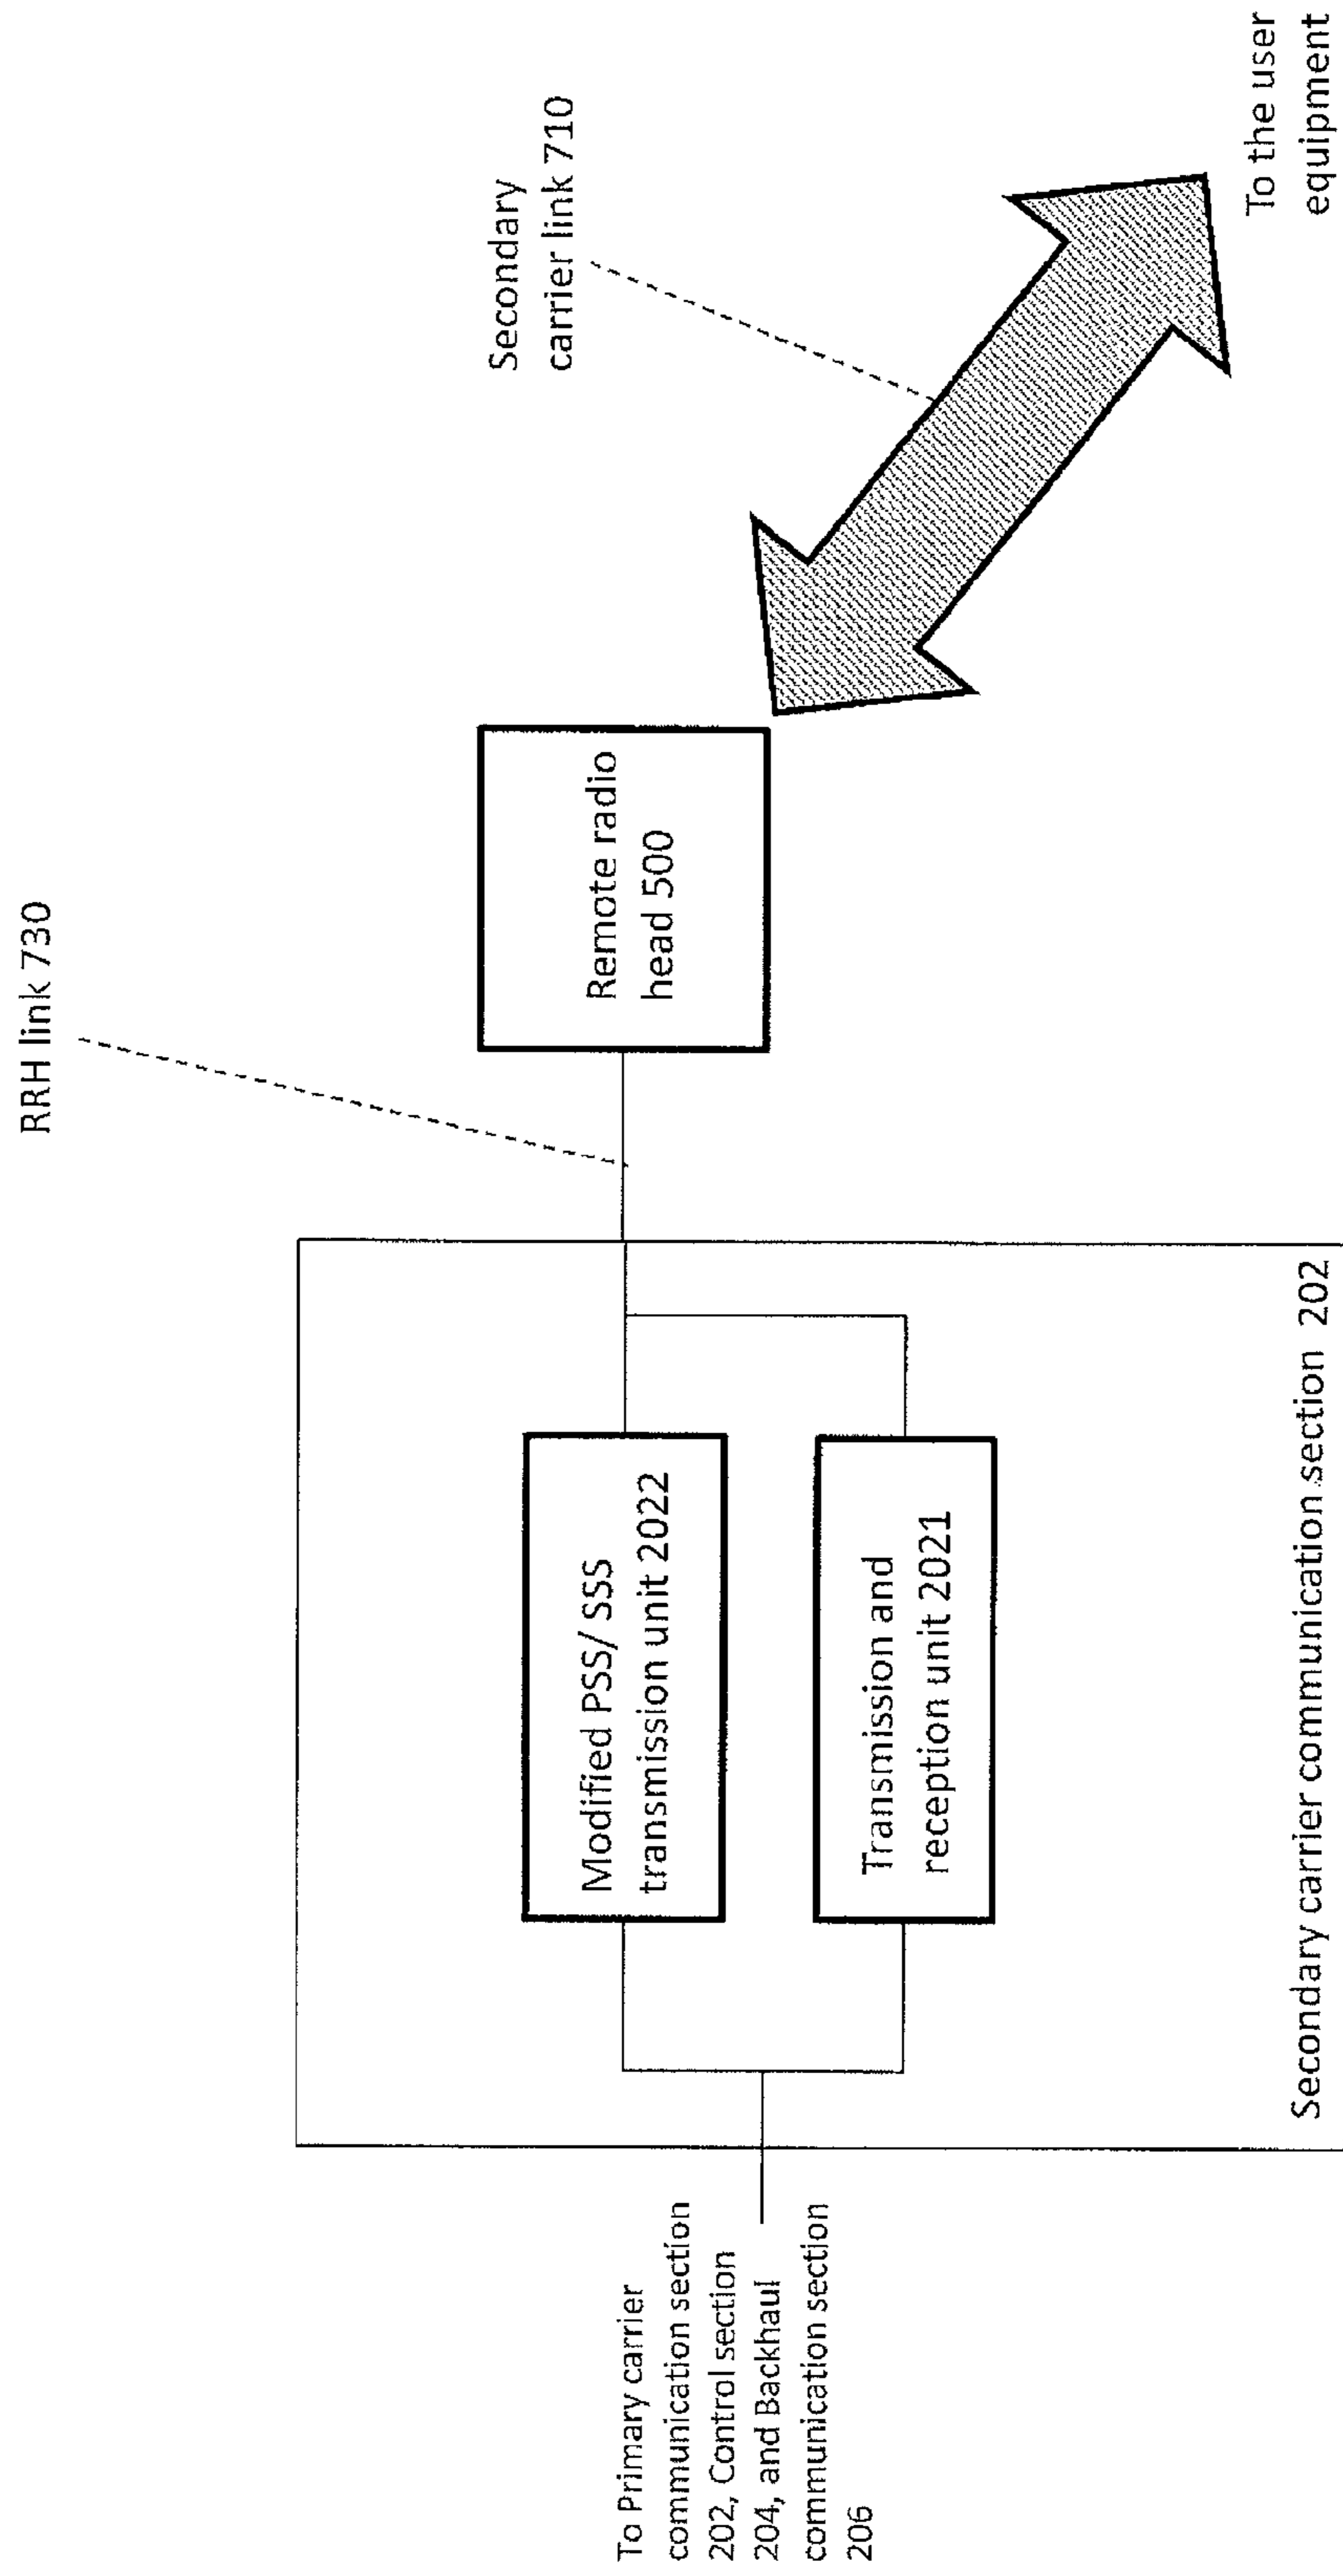 RRH link 730
Secondary
carrier link 710
To the user
equipment
Remote radio
head 500
Modified PSS/ SSS
transmission unit 2022
Transmission and
reception unit 2021
Secondary carrier communication section 202
To Primary carrier
communication section
202, Control section
204, and Backhaul
communication section
206